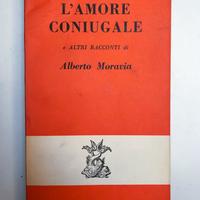 L'AMORE
CONIUGALE
e ALTRI RACCONTI di
Alberto Moravia